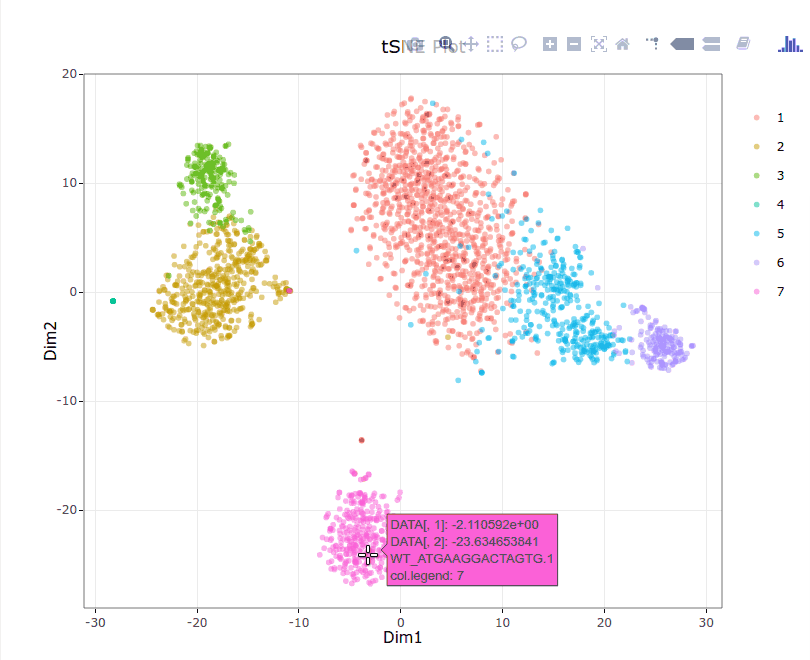 tSNE Plot
20
10
0
-10
-20
Dim2
-30
-20
-10
0
10
20
30
Dim1
1
2
3
4
5
6
7
DATA[, 1]: -2.110592e+00
DATA[, 2]: -23.634653841
WT_ATGAAGGACTAGTG.1
col.legend: 7